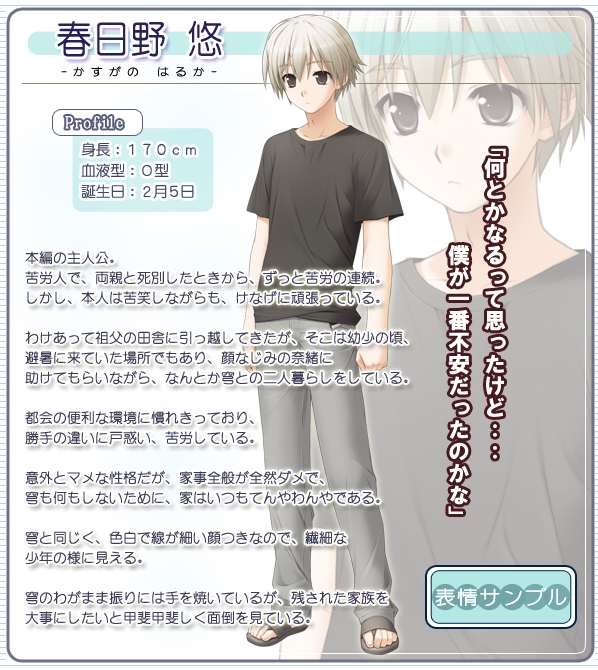 春日野 悠
-かすがの はるか-
Profile
身長：１７０ｃｍ
血液型：Ｏ型
誕生日：２月５日
本編の主人公。
苦労人で、両親と死別したときから、ずっと苦労の連続。
しかし、本人は苦笑しながらも、けなげに頑張っている。
わけあって祖父の田舎に引っ越してきたが、そこは幼少の頃、
避暑に来ていた場所でもあり、顔なじみの奈緒に
助けてもらいながら、なんとか穹との二人暮らしをしている。
都会の便利な環境に慣れきっており、
勝手の違いに戸惑い、苦労している。
意外とマメな性格だが、家事全般が全然ダメで、
穹も何もしないために、家はいつもてんやわんやである。
穹と同じく、色白で線が細い顔つきなので、繊細な
少年の様に見える。
穹のわがまま振りには手を焼いているが、残された家族を
大事にしたいと甲斐甲斐しく面倒を見ている。
「何とかなるって思ったけど・・・
僕が一番不安だったのかな」
表情サンプル